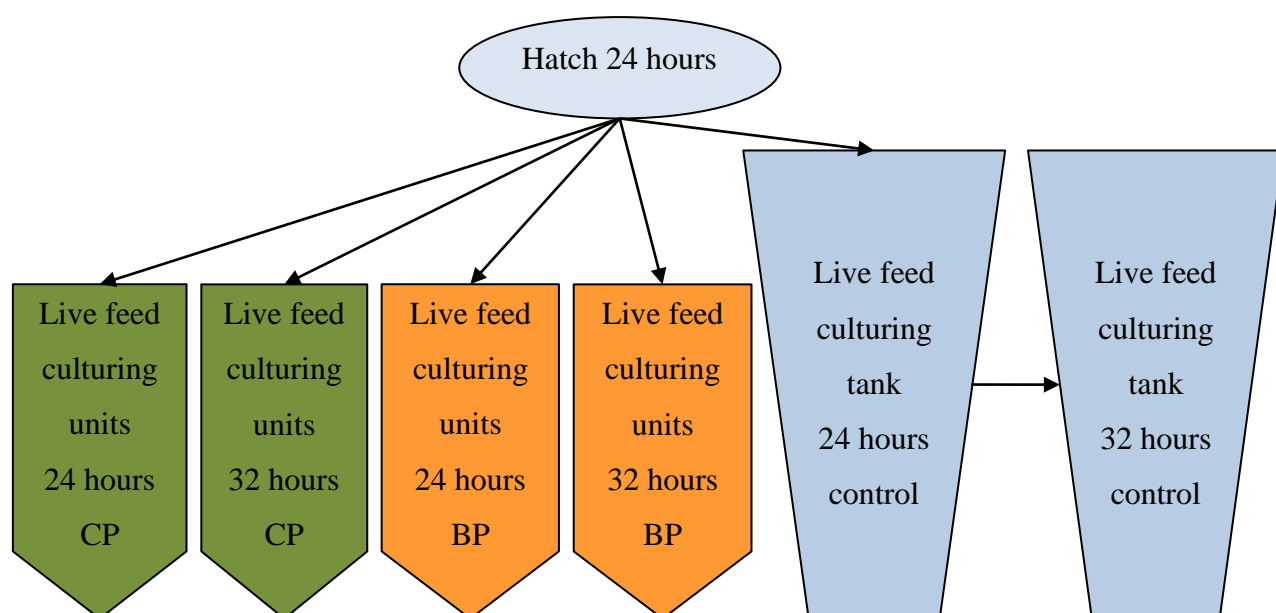 Hatch 24 hours
Live feed
culturing
units
24 hours
CP
Live feed
culturing
units
32 hours
CP
Live feed
culturing
units
24 hours
BP
Live feed
culturing
units
32 hours
BP
Live feed
culturing
tank
24 hours
control
Live feed
culturing
tank
32 hours
control